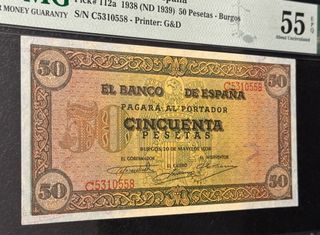 Pick# 112a 1938 (ND 1939) 50 Pesetas - Burgos
MONEY GUARANTY
S/N C5310558 - Printer: G&D
55
EPQ
About Uncirculated
50
50
C5310558
EL BANCO DE ESPAÑA
PAGARÁ AL PORTADOR
CINCUENTA
PESETAS
BURGOS 20 MAYO DE 1938
EL GOBERNADOR
EL CAJERO
EL INTERVENTOR
C5310558
50
50